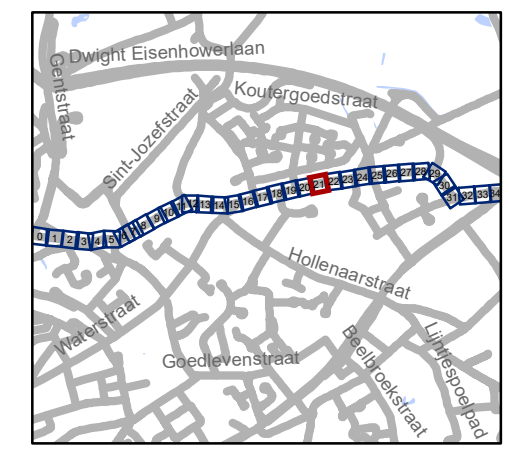 Dwight Eisenhowerlaan
Gentstraat
Koutergoedstraat
Sint-Jozefstraat
0 1 2 3 4 5 6 7 8 9 10 11 12 13 14 15 16 17 18 19 20 21 22 23 24 25 26 27 28 29 30 31 32 33 34
Hollenaarstraat
Waterstraat
Goedlevenstraat
Beelbroekstraat
Lijntjespoelpad